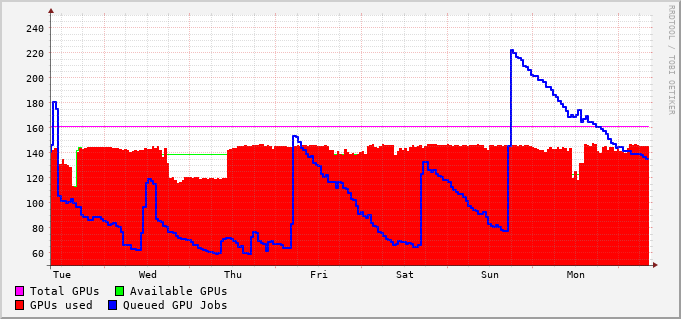 RRDTOOL / TOBI OETIKER
240
220
200
180
160
140
120
100
80
60
Tue Wed Thu Fri Sat Sun Mon
Total GPUs Available GPUs
GPUs used Queued GPU Jobs